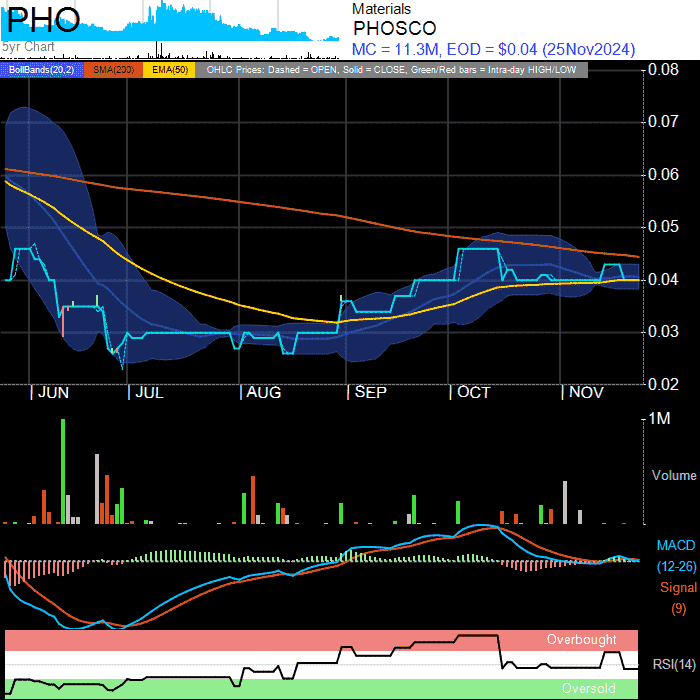 PHO
5yr Chart
Materials
PHOSCO
MC = 11.3M, EOD = $0.04 (25Nov2024)
BollBands(20,2) SMA(200) EMA(50) OHLC Prices: Dashed = OPEN, Solid = CLOSE, Green/Red bars = Intra-day HIGH/LOW
0.08
0.07
0.06
0.05
0.04
0.03
0.02
JUN JUL AUG SEP OCT NOV
1M
Volume
MACD
(12-26)
Signal
(9)
Overbought
RSI(14)
Oversold